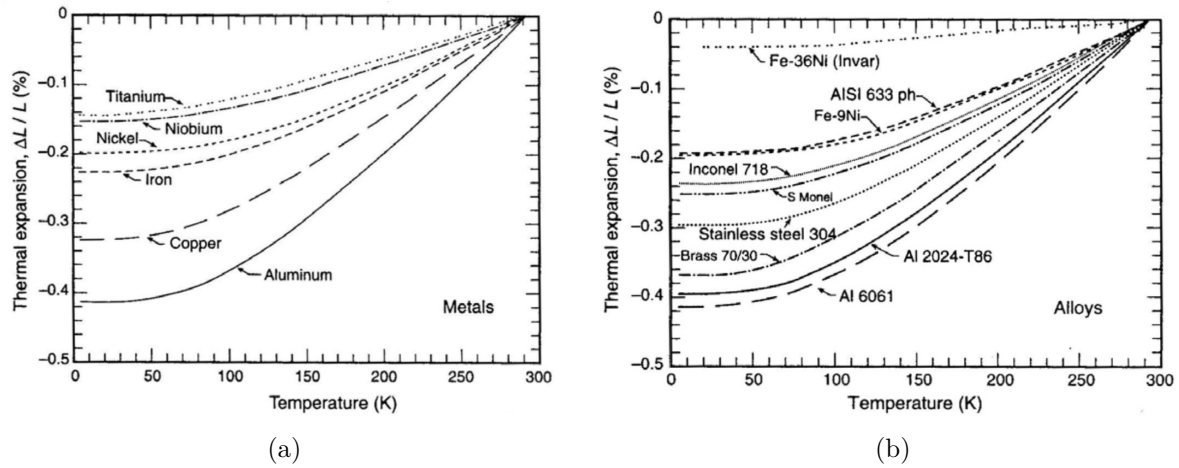 0
−0.1
−0.2
−0.3
−0.4
−0.5
Thermal expansion, ΔL / L (%)
Titanium
Niobium
Nickel
Iron
Copper
Aluminum
Metals
0 50 100 150 200 250 300
Temperature (K)
(a)
0
−0.1
−0.2
−0.3
−0.4
−0.5
Thermal expansion, ΔL / L (%)
Fe-36Ni (Invar)
AISI 633 ph
Fe-9Ni
Inconel 718
S Monel
Stainless steel 304
Brass 70/30
Al 2024-T86
Al 6061
Alloys
0 50 100 150 200 250 300
Temperature (K)
(b)